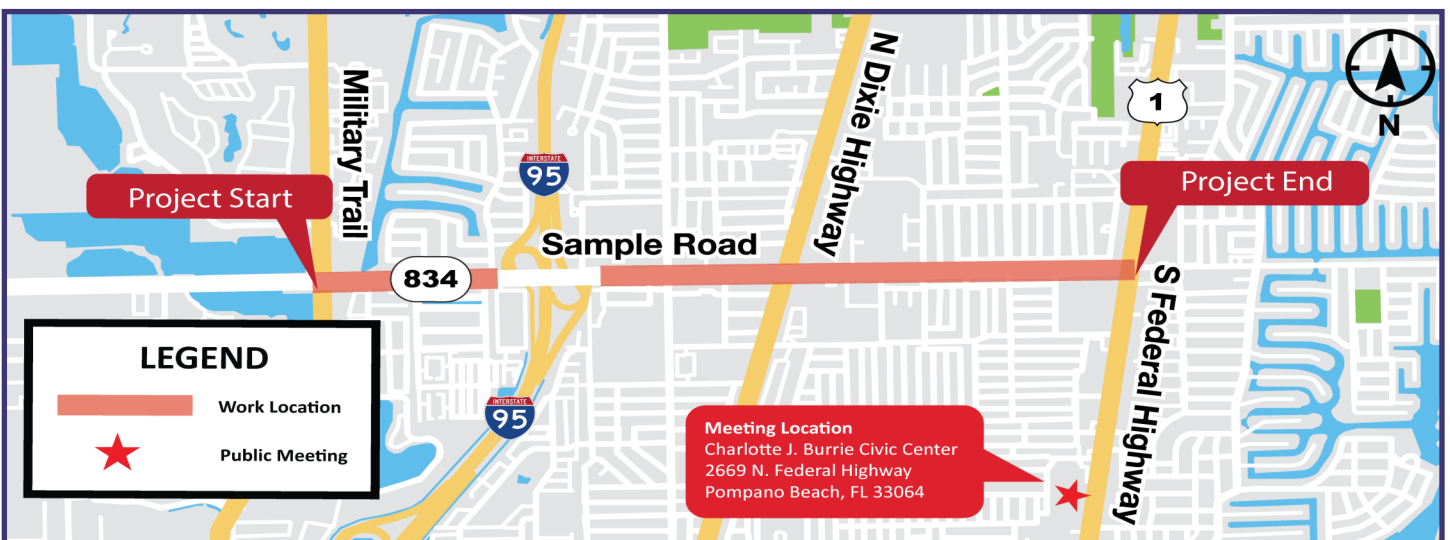 Military Trail
N Dixie Highway
1
N
INTERSTATE
95
Project Start
Project End
Sample Road
834
S Federal Highway
LEGEND
Work Location
Public Meeting
INTERSTATE
95
Meeting Location
Charlotte J. Burrie Civic Center
2669 N. Federal Highway
Pompano Beach, FL 33064